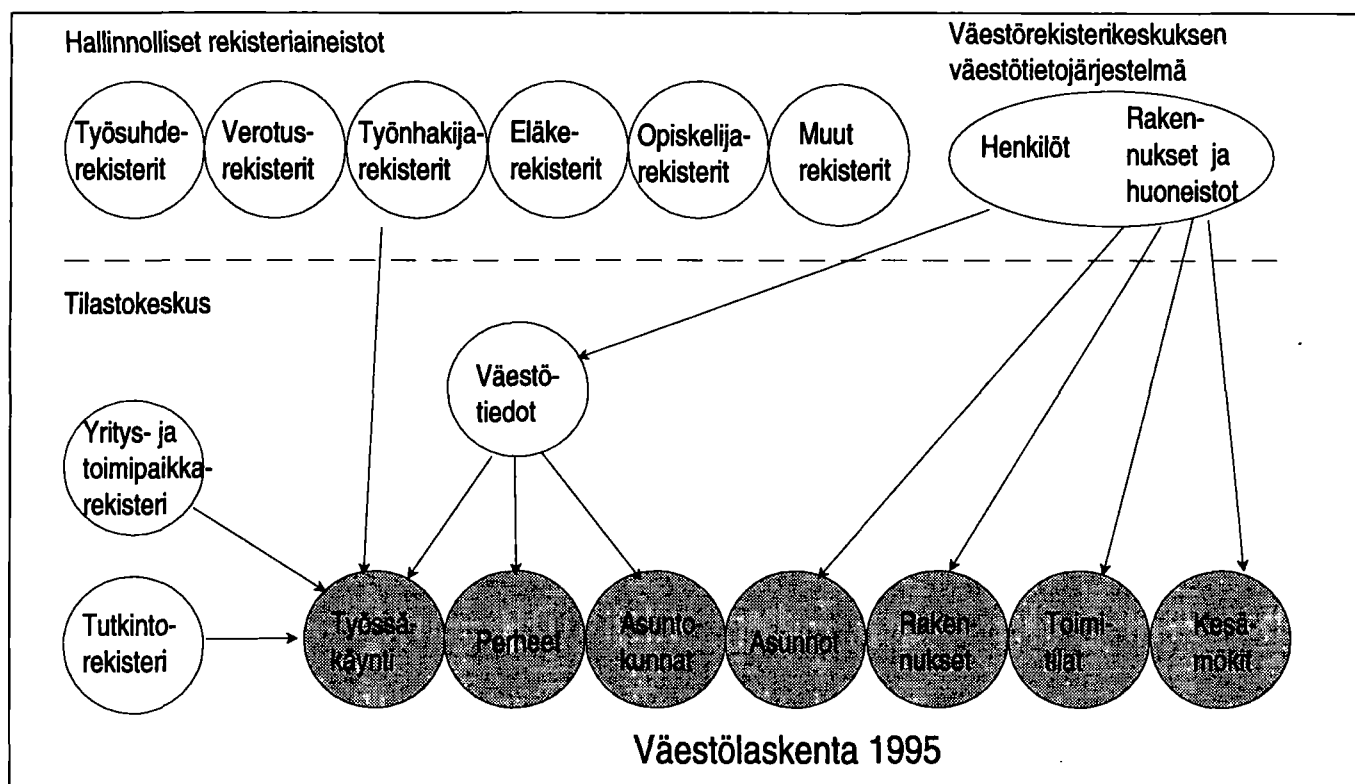 Hallinnolliset rekisteriaineistot
Väestörekisterikeskuksen
väestötietojärjestelmä
Työsuhde-
rekisterit
Verotus-
rekisterit
Työnhakija-
rekisterit
Eläke-
rekisterit
Opiskelija-
rekisterit
Muut
rekisterit
Henkilöt
Raken-
nukset ja
huoneistot
Tilastokeskus
Väestö-
tiedot
Yritys- ja
toimipaikka-
rekisteri
Tutkinto-
rekisteri
Työssä-
käynti
Perheet
Asunto-
kunnat
Asunnot
Raken-
nukset
Toimi-
tilat
Kesä-
mökit
Väestölaskenta 1995